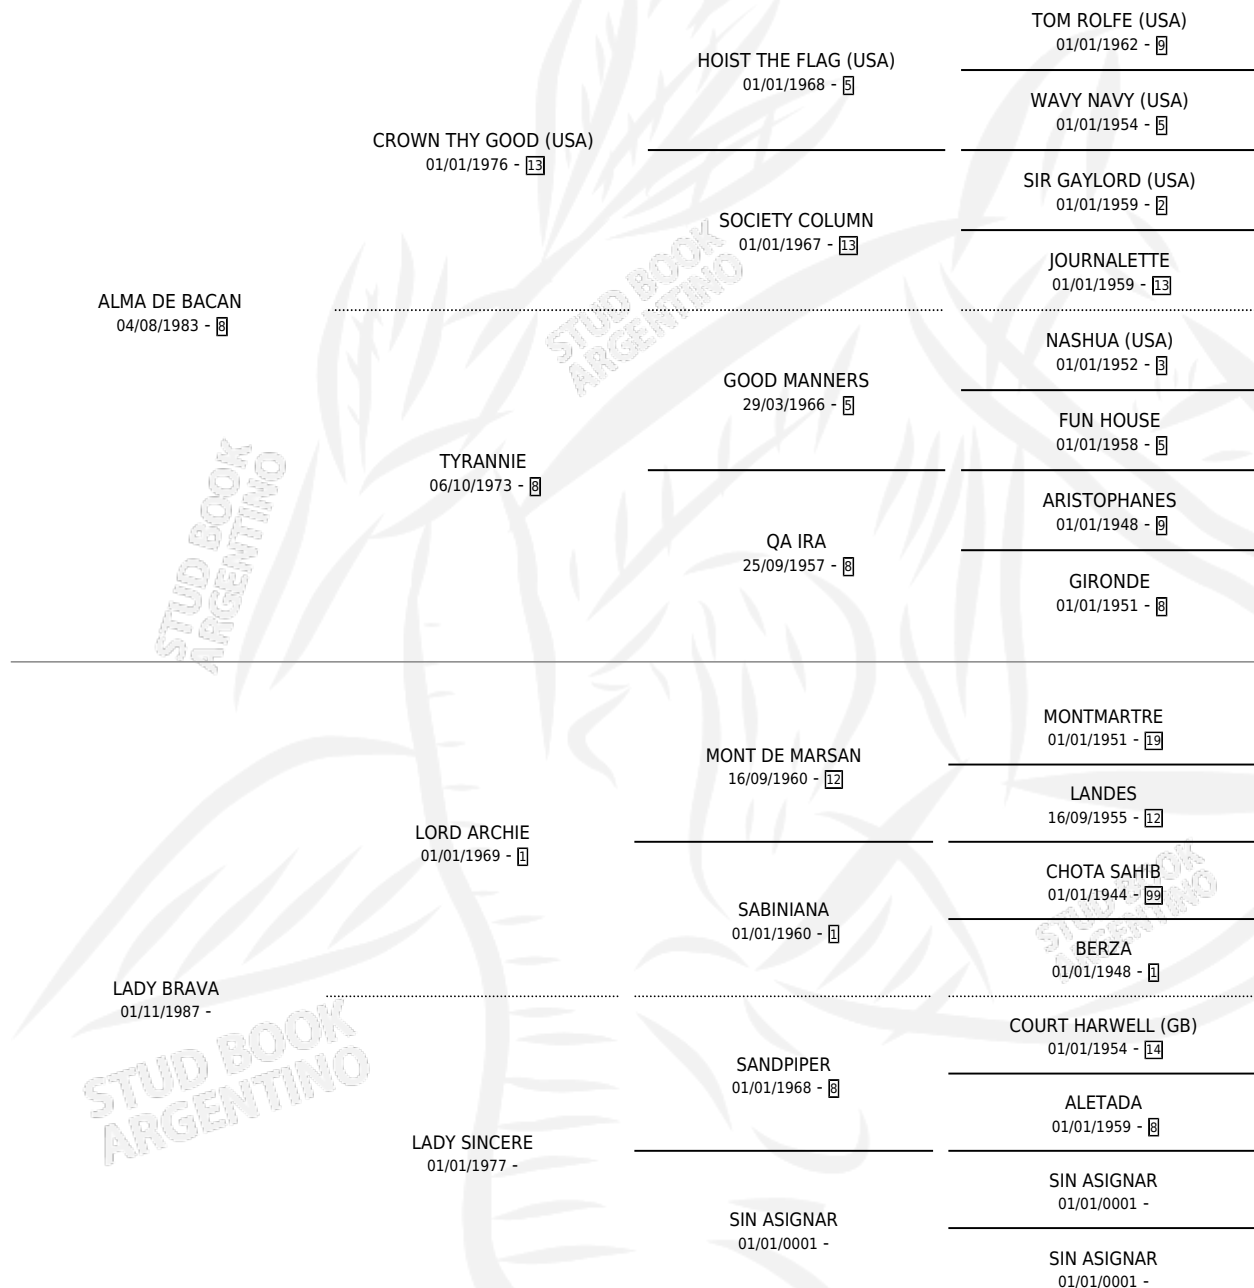 TOM ROLFE (USA)
01/01/1962 - 9
HOIST THE FLAG (USA)
01/01/1968 - 5
WAVY NAVY (USA)
01/01/1954 - 5
CROWN THY GOOD (USA)
01/01/1976 - 13
SIR GAYLORD (USA)
01/01/1959 - 2
SOCIETY COLUMN
01/01/1967 - 13
JOURNALETTE
01/01/1959 - 13
ALMA DE BACAN
04/08/1983 - 8
NASHUA (USA)
01/01/1952 - 3
GOOD MANNERS
29/03/1966 - 5
FUN HOUSE
01/01/1958 - 5
TYRANNIE
06/10/1973 - 8
ARISTOPHANES
01/01/1948 - 9
QA IRA
25/09/1957 - 8
GIRONDE
01/01/1951 - 8
STUD BOOK
ARGENTINO
STUD BOOK
ARGENTINO
MONTMARTRE
01/01/1951 - 19
MONT DE MARSAN
16/09/1960 - 12
LANDES
16/09/1955 - 12
LORD ARCHIE
01/01/1969 - 1
CHOTA SAHIB
01/01/1944 - 99
SABINIANA
01/01/1960 - 1
BERZA
01/01/1948 - 1
LADY BRAVA
01/11/1987 -
COURT HARWELL (GB)
01/01/1954 - 14
SANDPIPER
01/01/1968 - 8
ALETADA
01/01/1959 - 8
LADY SINCERE
01/01/1977 -
SIN ASIGNAR
01/01/0001 -
SIN ASIGNAR
01/01/0001 -
SIN ASIGNAR
01/01/0001 -
STUD BOOK
ARGENTINO
STUD BOOK
ARGENTINO